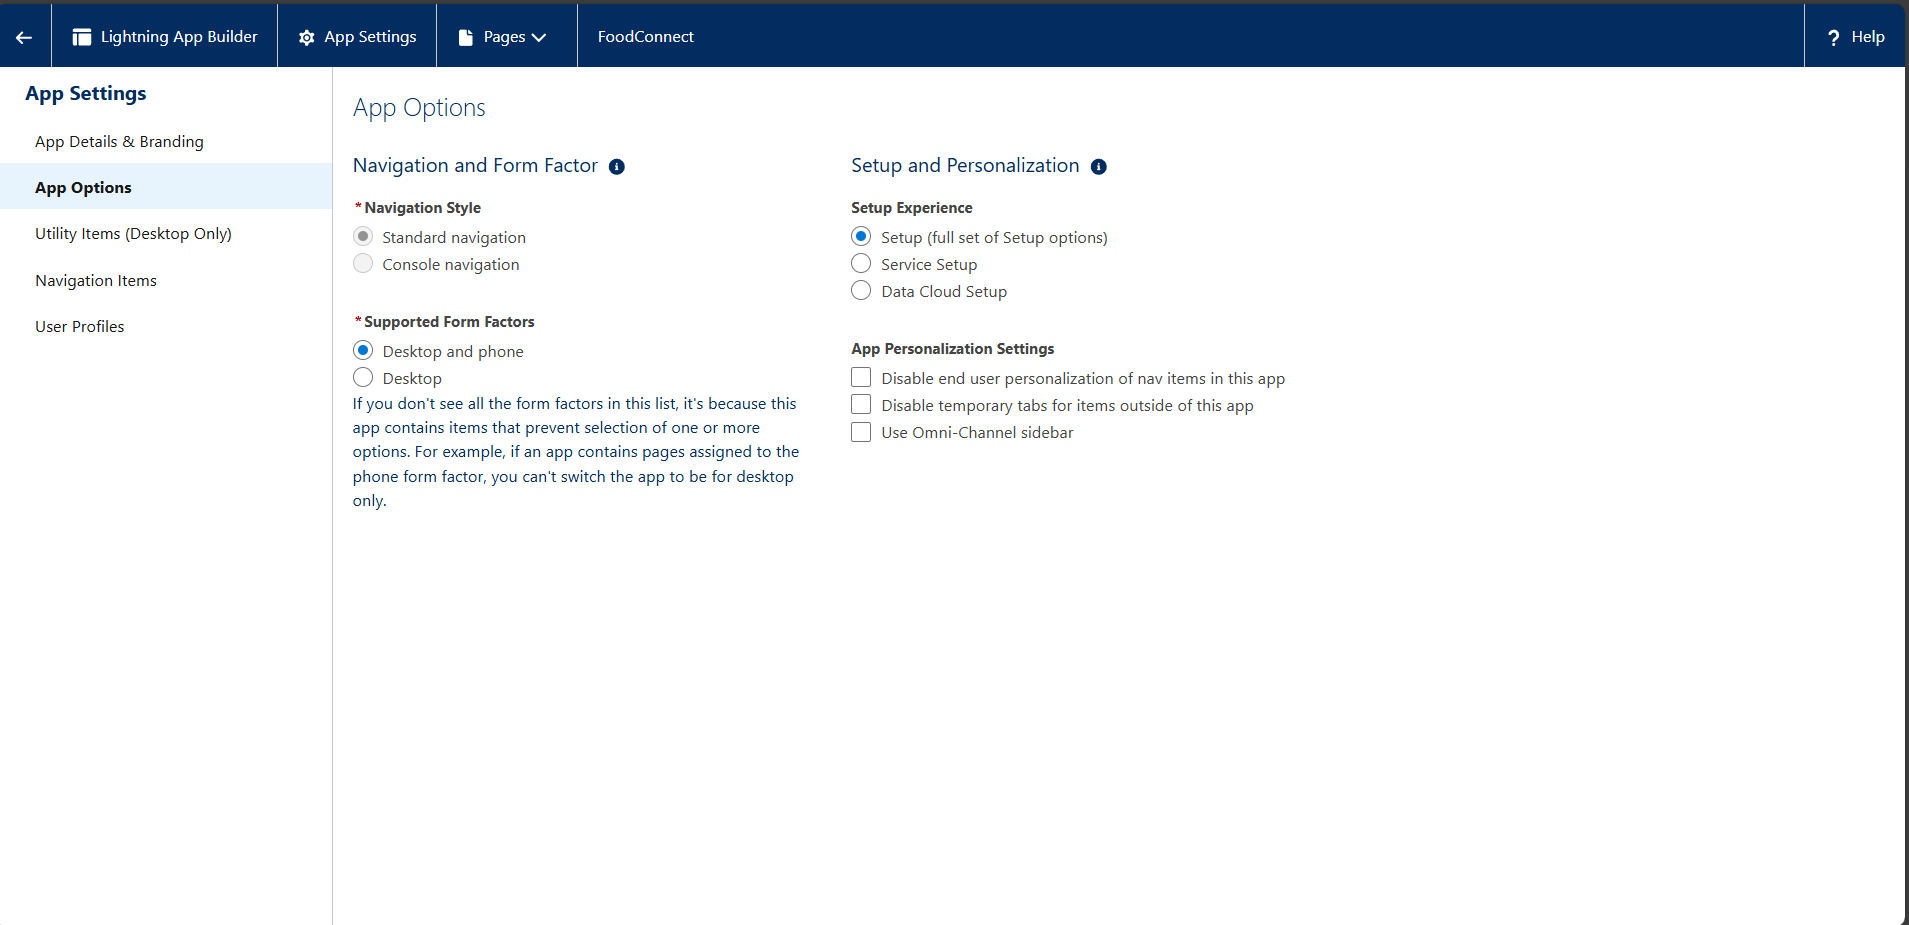 Lightning App Builder
App Settings
Pages
FoodConnect
? Help
App Settings
App Details & Branding
App Options
Utility Items (Desktop Only)
Navigation Items
User Profiles
App Options
Navigation and Form Factor
*Navigation Style
Standard navigation
Console navigation
*Supported Form Factors
Desktop and phone
Desktop
If you don't see all the form factors in this list, it's because this
app contains items that prevent selection of one or more
options. For example, if an app contains pages assigned to the
phone form factor, you can't switch the app to be for desktop
only.
Setup and Personalization
Setup Experience
Setup (full set of Setup options)
Service Setup
Data Cloud Setup
App Personalization Settings
Disable end user personalization of nav items in this app
Disable temporary tabs for items outside of this app
Use Omni-Channel sidebar